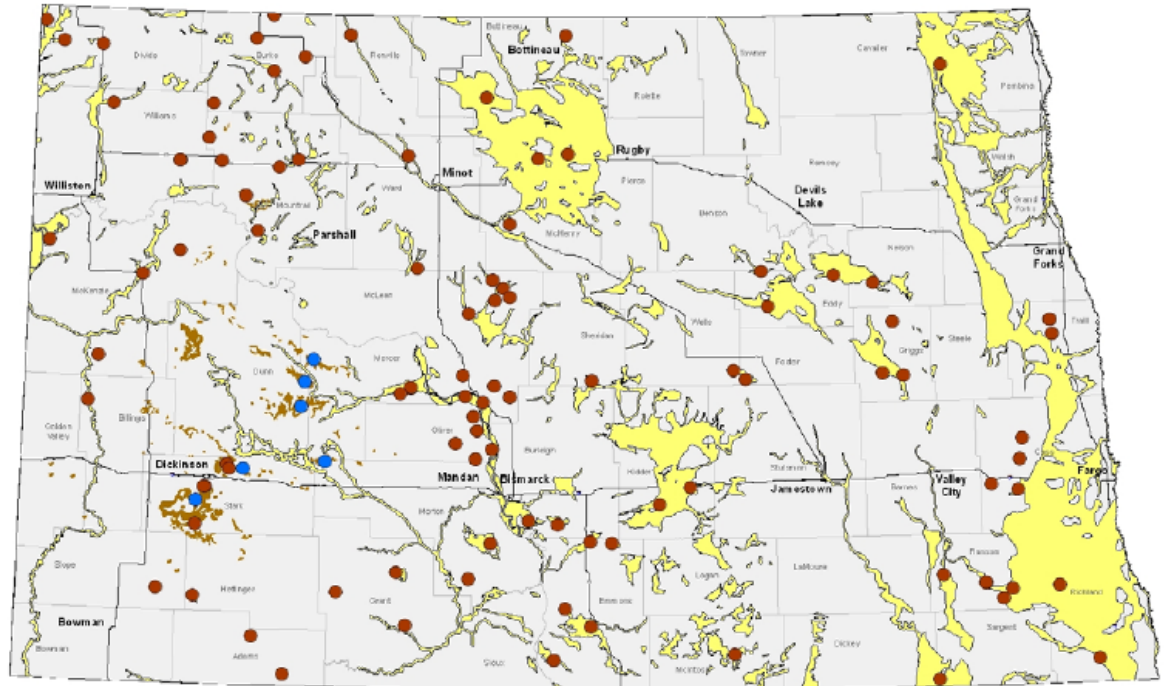 Bottineau
Bottineau
Divide
Burke
Renville
Towner
Cavalier
Pembina
Rolette
Williams
Rugby
Walsh
Ramsey
Minot
Ward
Pierce
Williston
Devils
Lake
Mountrail
Grand
Forks
Benson
Parshall
McHenry
Nelson
Grand
Forks
McKenzie
McLean
Eddy
Sheridan
Wells
Traill
Steele
Griggs
Foster
Mercer
Dunn
Billings
Golden
Valley
Oliver
Burleigh
Kidder
Stutsman
Dickinson
Mandan
Bismarck
Jamestown
Barnes
Valley
City
Fargo
Stark
Morton
Slope
Hettinger
Grant
Emmons
Logan
LaMoure
Ransom
Richland
Bowman
Bowman
Adams
Sioux
McIntosh
Dickey
Sargent